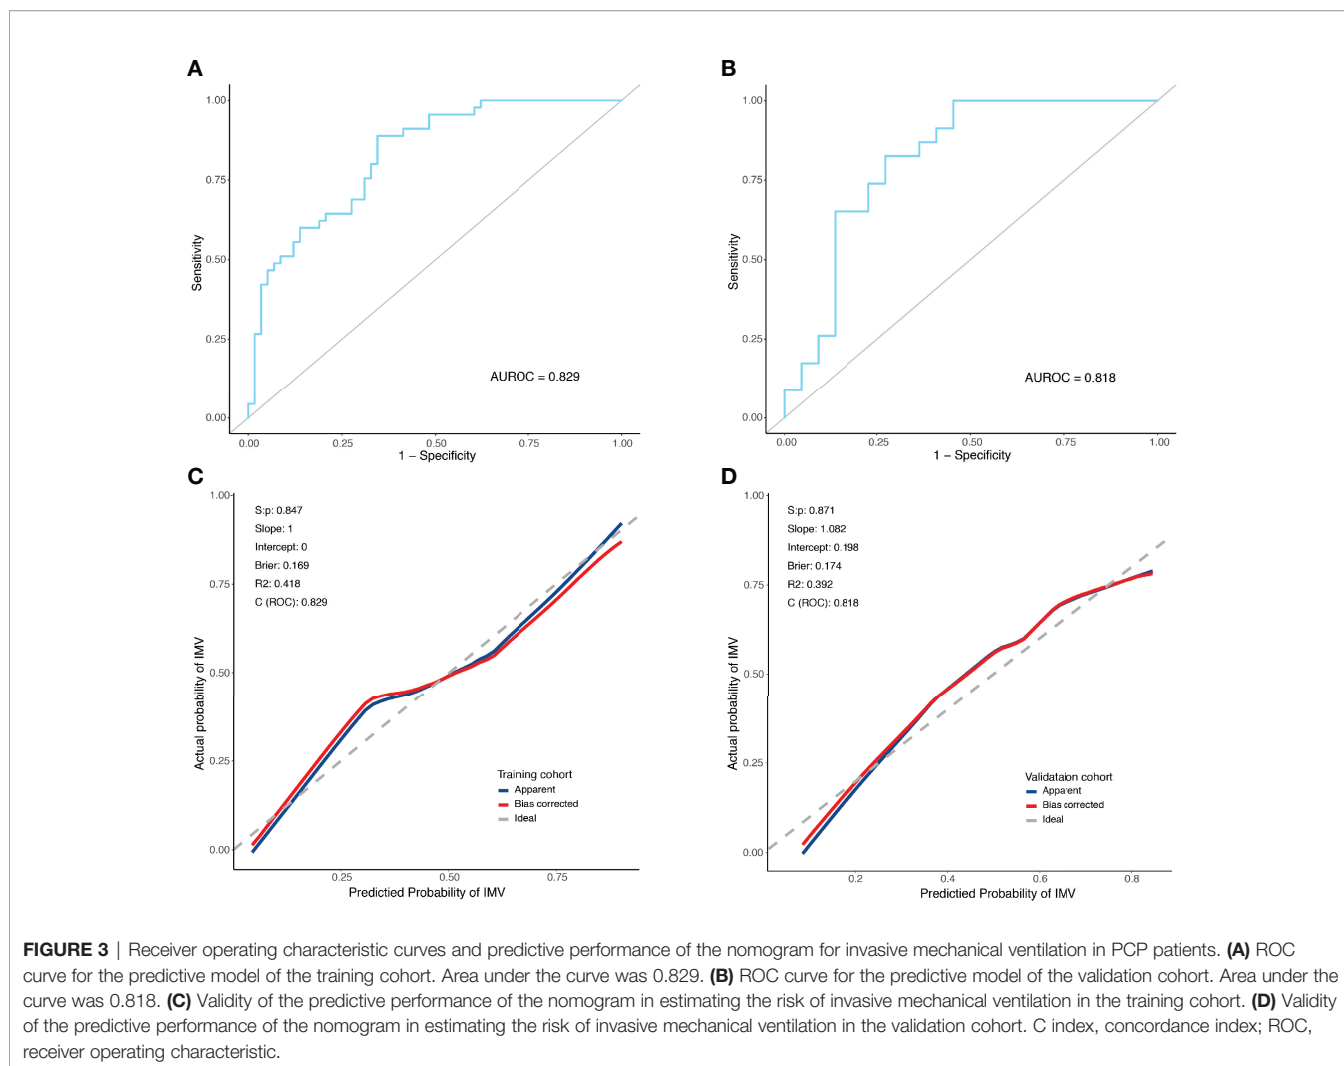 A
1.00
0.75
0.50
0.25
0.00
Sensitivity
AUROC = 0.829
0.00 0.25 0.50 0.75 1.00
1 – Specificity
B
1.00
0.75
0.50
0.25
0.00
Sensitivity
AUROC = 0.818
0.00 0.25 0.50 0.75 1.00
1 – Specificity
C
1.00
0.75
0.50
0.25
0.00
Actual probability of IMV
S:p: 0.847
Slope: 1
Intercept: 0
Brier: 0.169
R2: 0.418
C (ROC): 0.829
Training cohort
Apparent
Bias corrected
Ideal
0.25 0.50 0.75
Predictied Probability of IMV
D
1.00
0.75
0.50
0.25
0.00
Actual probability of IMV
S:p: 0.871
Slope: 1.082
Intercept: 0.198
Brier: 0.174
R2: 0.392
C (ROC): 0.818
Validataion cohort
Apparent
Bias corrected
Ideal
0.2 0.4 0.6 0.8
Predictied Probability of IMV
FIGURE 3 | Receiver operating characteristic curves and predictive performance of the nomogram for invasive mechanical ventilation in PCP patients. (A) ROC
curve for the predictive model of the training cohort. Area under the curve was 0.829. (B) ROC curve for the predictive model of the validation cohort. Area under the
curve was 0.818. (C) Validity of the predictive performance of the nomogram in estimating the risk of invasive mechanical ventilation in the training cohort. (D) Validity
of the predictive performance of the nomogram in estimating the risk of invasive mechanical ventilation in the validation cohort. C index, concordance index; ROC,
receiver operating characteristic.